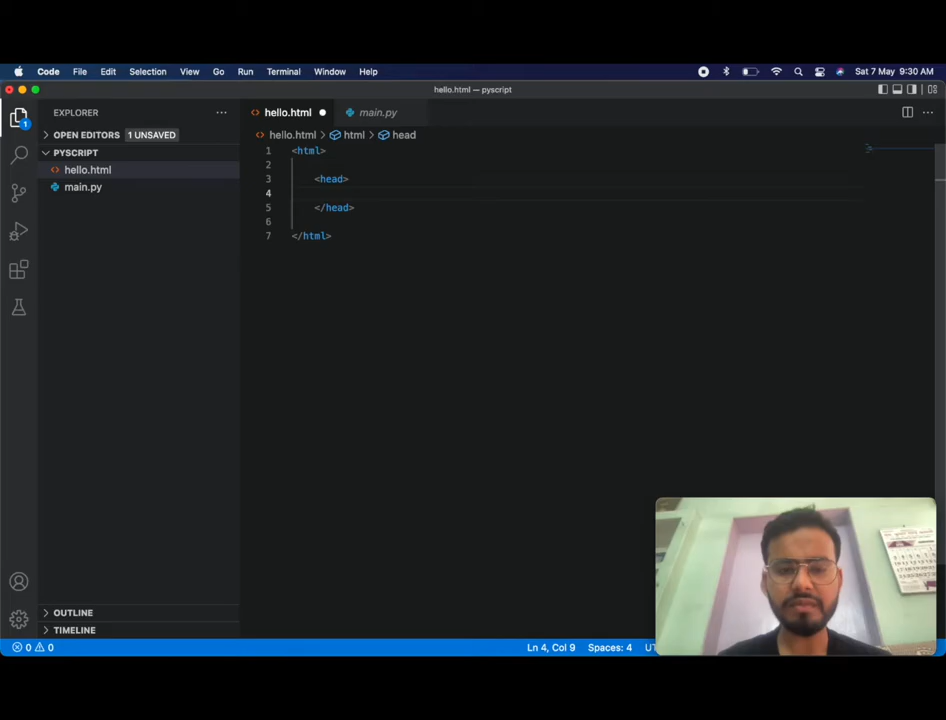 Code File Edit Selection View Go Run Terminal Window Help Sat 7 May 9:30 AM
hello.html — pyscript
EXPLORER ...
hello.html main.py ...
OPEN EDITORS 1 UNSAVED
hello.html > html > head
PYSCRIPT
hello.html
main.py
1 <html>
2
3 <head>
4
5 </head>
6
7 </html>
1
OUTLINE
TIMELINE
0 0 Ln 4, Col 9 Spaces: 4